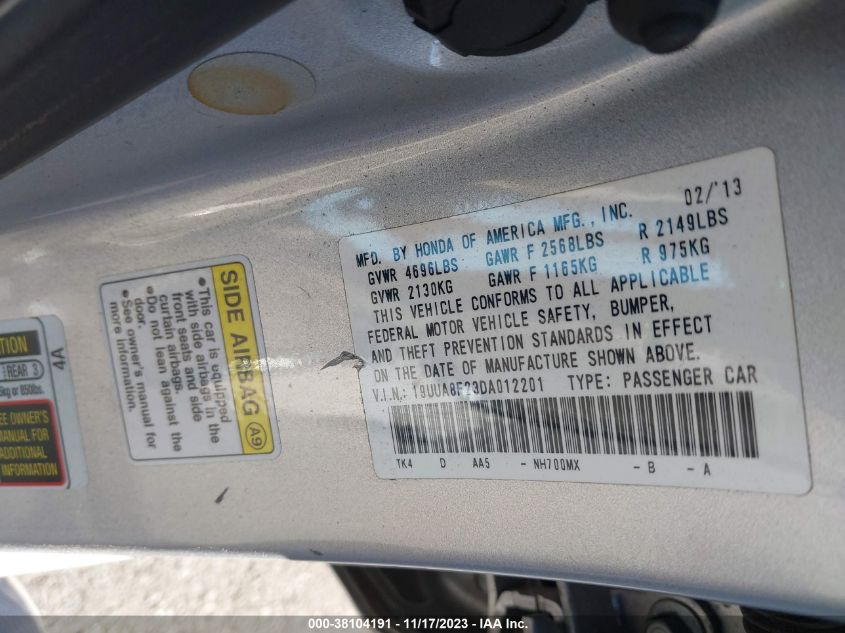 02/'13
MFD. BY HONDA OF AMERICA MFG., INC.
GVWR 4696LBS GAWR F 2568LBS R 2149LBS
GVWR 2130KG GAWR F 1165KG R 975KG
THIS VEHICLE CONFORMS TO ALL APPLICABLE
FEDERAL MOTOR VEHICLE SAFETY, BUMPER,
AND THEFT PREVENTION STANDARDS IN EFFECT
ON THE DATE OF MANUFACTURE SHOWN ABOVE.
V.I.N.: 19UUA8F23DA012201 TYPE: PASSENGER CAR
TK4 D AA5 - NH700MX - B - A
SIDE AIRBAG A9
•This car is equipped
with side airbags in the
front seats and side
curtain airbags.
•Do not lean against the
door.
•See owner's manual for
more information.
4A
REAR 3
5kg or 850lbs.
SEE OWNER'S
MANUAL FOR
ADDITIONAL
INFORMATION
000-38104191 - 11/17/2023 - IAA Inc.